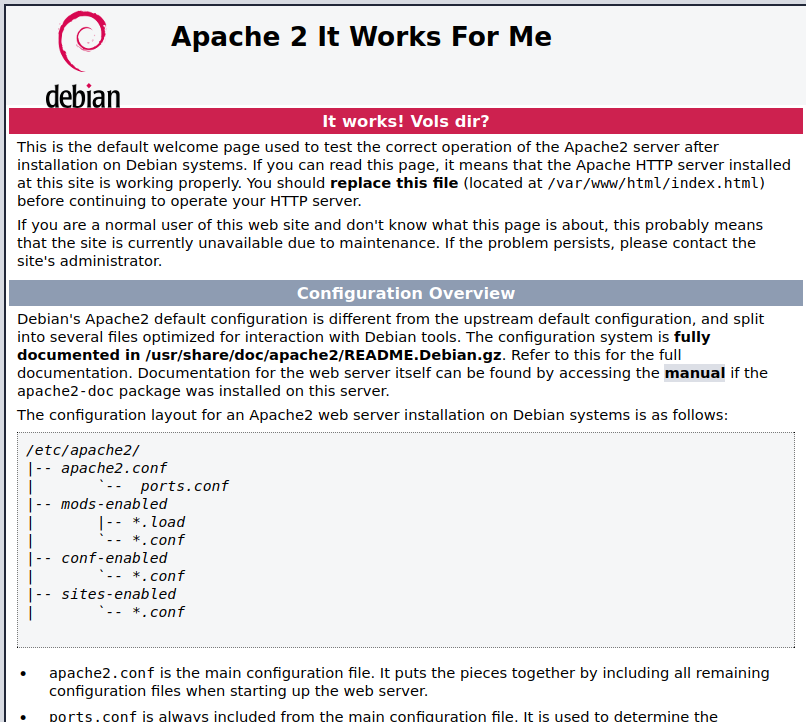 Apache 2 It Works For Me
debian
It works! Vols dir?
This is the default welcome page used to test the correct operation of the Apache2 server after
installation on Debian systems. If you can read this page, it means that the Apache HTTP server installed
at this site is working properly. You should replace this file (located at /var/www/html/index.html)
before continuing to operate your HTTP server.
If you are a normal user of this web site and don't know what this page is about, this probably means
that the site is currently unavailable due to maintenance. If the problem persists, please contact the
site's administrator.
Configuration Overview
Debian's Apache2 default configuration is different from the upstream default configuration, and split
into several files optimized for interaction with Debian tools. The configuration system is fully
documented in /usr/share/doc/apache2/README.Debian.gz. Refer to this for the full
documentation. Documentation for the web server itself can be found by accessing the manual if the
apache2-doc package was installed on this server.
The configuration layout for an Apache2 web server installation on Debian systems is as follows:
/etc/apache2/
|-- apache2.conf
|       `--  ports.conf
|-- mods-enabled
|       |-- *.load
|       `-- *.conf
|-- conf-enabled
|       `-- *.conf
|-- sites-enabled
|       `-- *.conf
• apache2.conf is the main configuration file. It puts the pieces together by including all remaining
configuration files when starting up the web server.
• ports.conf is always included from the main configuration file. It is used to determine the